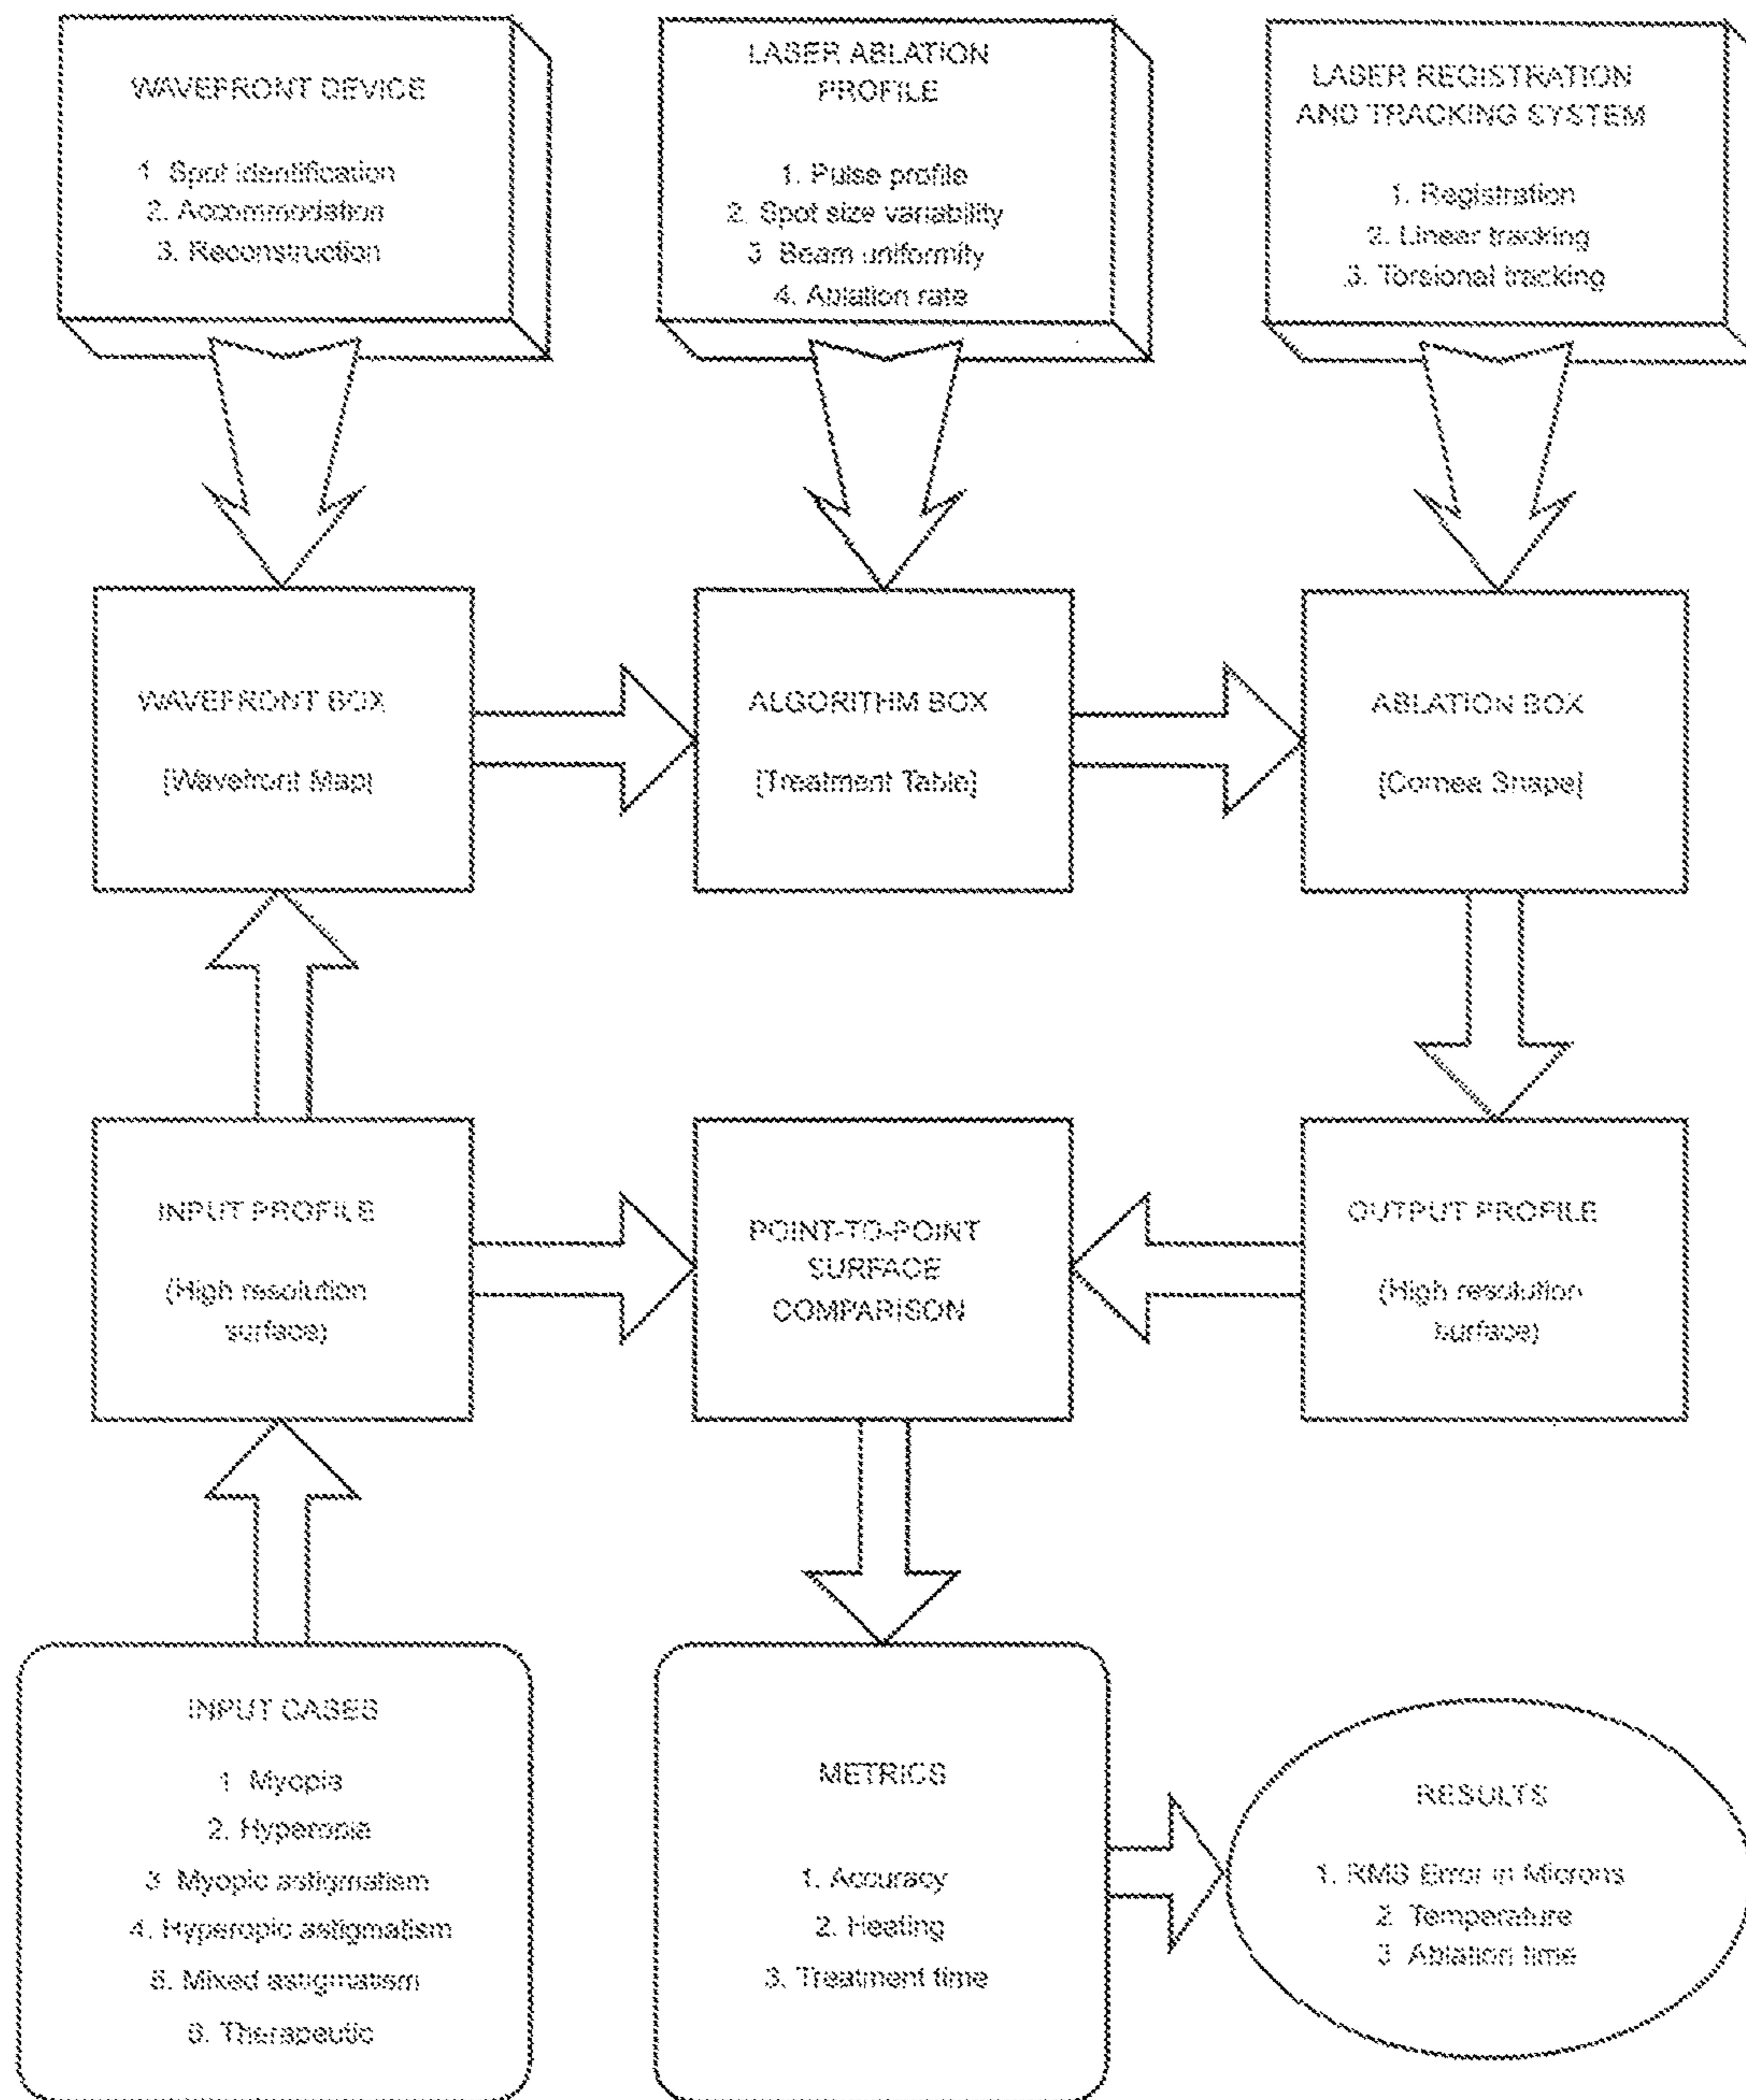 WAVEFRONT DEVICE
1. Spot identification
2. Accommodation
3. Reconstruction
LASER ABLATION
PROFILE
1. Pulse profile
2. Spot size variability
3. Beam uniformity
4. Ablation rate
LASER REGISTRATION
AND TRACKING SYSTEM
1. Registration
2. Linear tracking
3. Torsional tracking
WAVEFRONT BOX
[Wavefront Map]
ALGORITHM BOX
[Treatment Table]
ABLATION BOX
[Cornea Shape]
INPUT PROFILE
(High resolution
surface)
POINT-TO-POINT
SURFACE
COMPARISON
OUTPUT PROFILE
(High resolution
surface)
INPUT CASES
1. Myopia
2. Hyperopia
3. Myopic astigmatism
4. Hyperopic astigmatism
5. Mixed astigmatism
6. Therapeutic
METRICS
1. Accuracy
2. Heating
3. Treatment time
RESULTS
1. RMS Error in Microns
2. Temperature
3. Ablation time